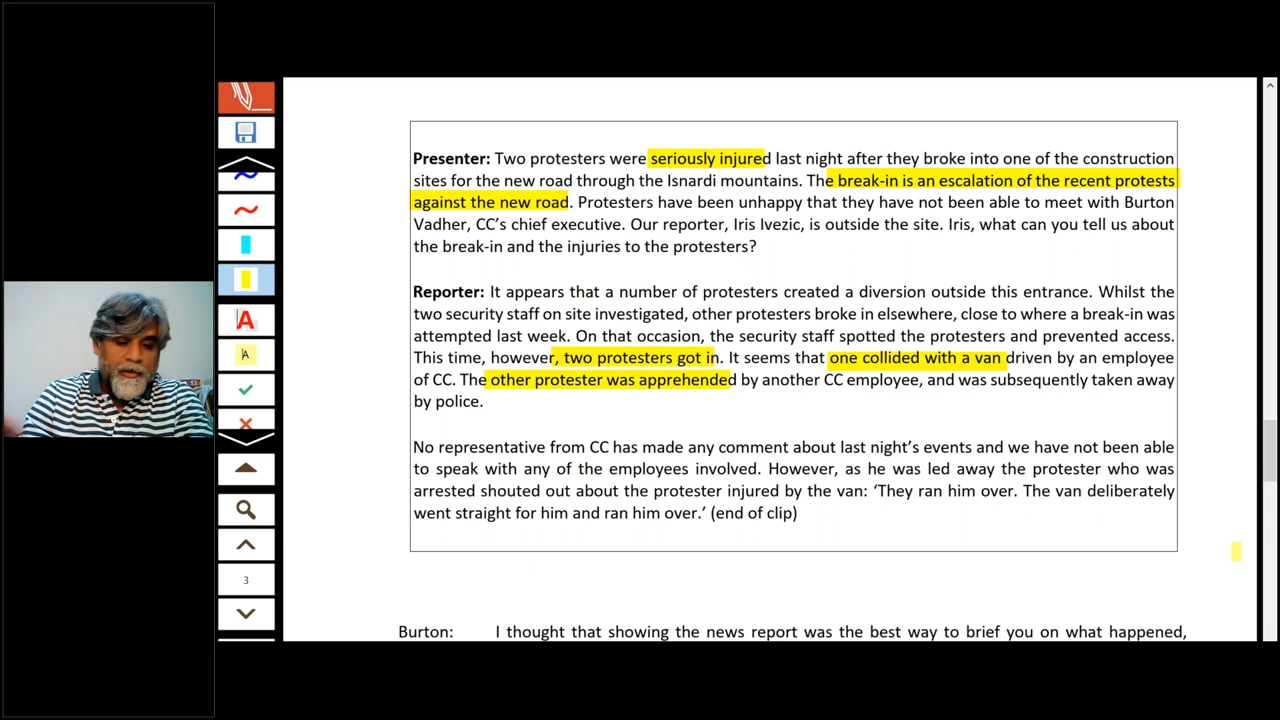 Presenter: Two protesters were seriously injured last night after they broke into one of the construction
sites for the new road through the Isnardi mountains. The break-in is an escalation of the recent protests
against the new road. Protesters have been unhappy that they have not been able to meet with Burton
Vadher, CC's chief executive. Our reporter, Iris Ivezic, is outside the site. Iris, what can you tell us about
the break-in and the injuries to the protesters?
Reporter: It appears that a number of protesters created a diversion outside this entrance. Whilst the
two security staff on site investigated, other protesters broke in elsewhere, close to where a break-in was
attempted last week. On that occasion, the security staff spotted the protesters and prevented access.
This time, however, two protesters got in. It seems that one collided with a van driven by an employee
of CC. The other protester was apprehended by another CC employee, and was subsequently taken away
by police.
No representative from CC has made any comment about last night's events and we have not been able
to speak with any of the employees involved. However, as he was led away the protester who was
arrested shouted out about the protester injured by the van: ‘They ran him over. The van deliberately
went straight for him and ran him over.’ (end of clip)
Burton: I thought that showing the news report was the best way to brief you on what happened,
A
A
3